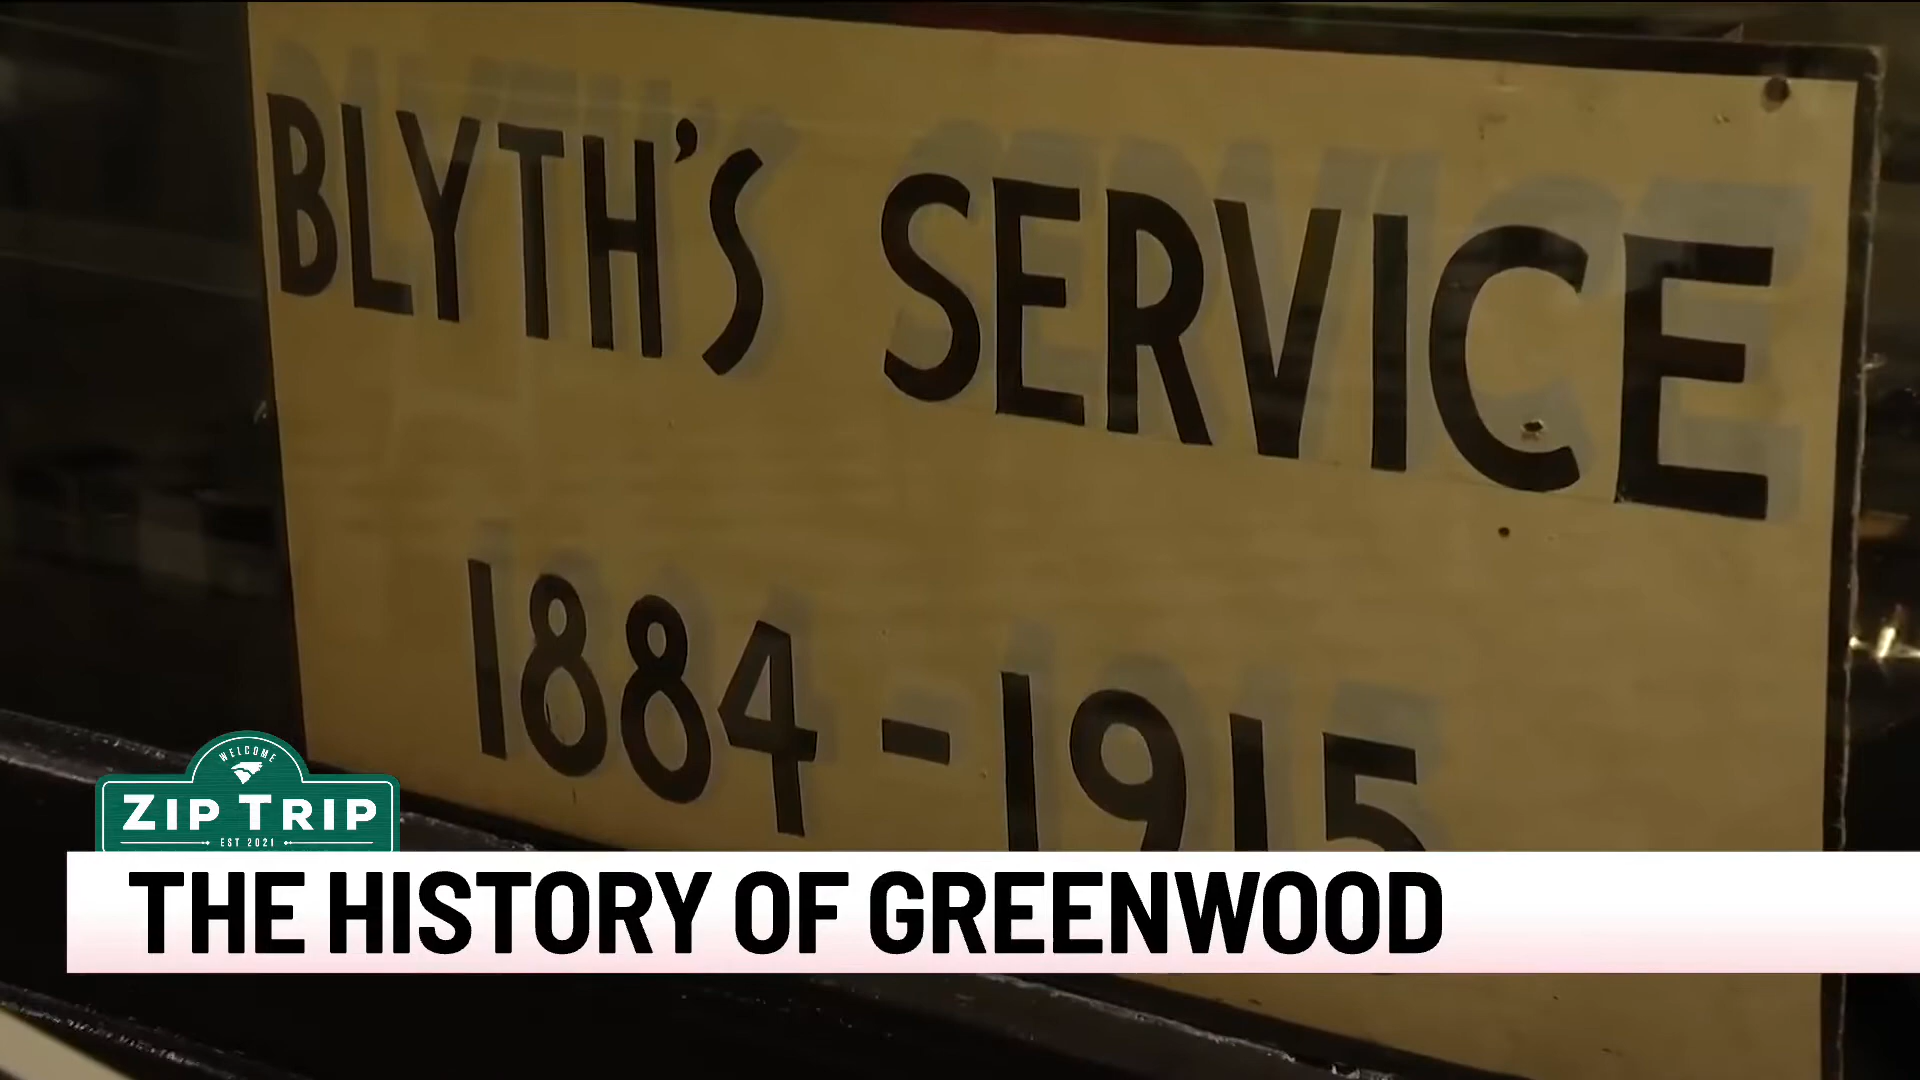 BLYTH'S SERVICE
1884-1915
WELCOME
ZIP TRIP
EST 2021
THE HISTORY OF GREENWOOD